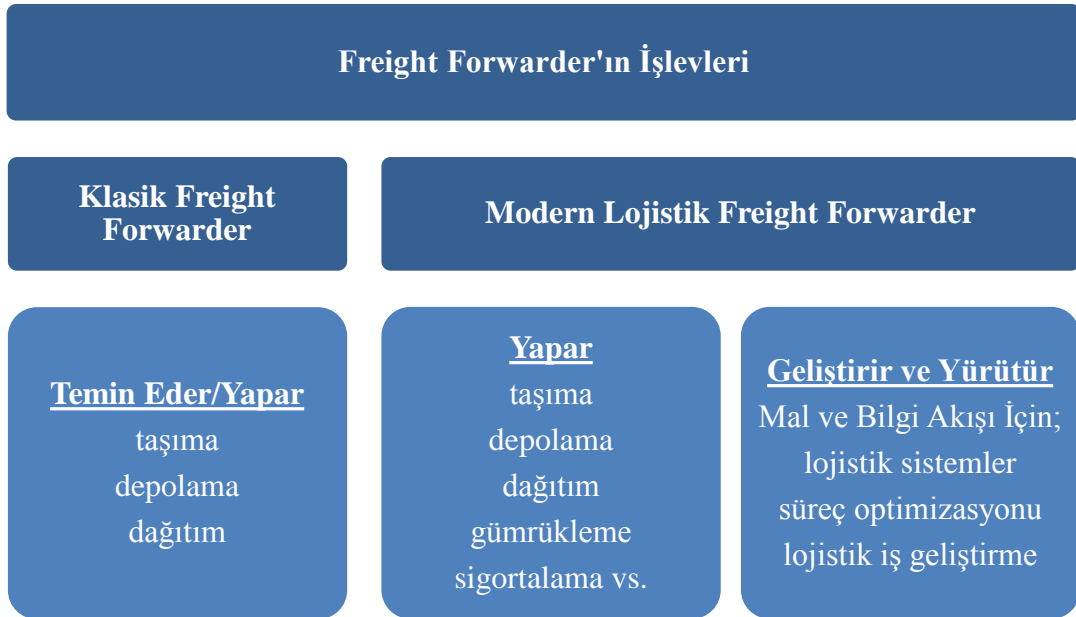 Freight Forwarder'ın İşlevleri
Klasik Freight
Forwarder
Modern Lojistik Freight Forwarder
Temin Eder/Yapar
taşıma
depolama
dağıtım
Yapar
taşıma
depolama
dağıtım
gümrükleme
sigortalama vs.
Geliştirir ve Yürütür
Mal ve Bilgi Akışı İçin;
lojistik sistemler
süreç optimizasyonu
lojistik iş geliştirme